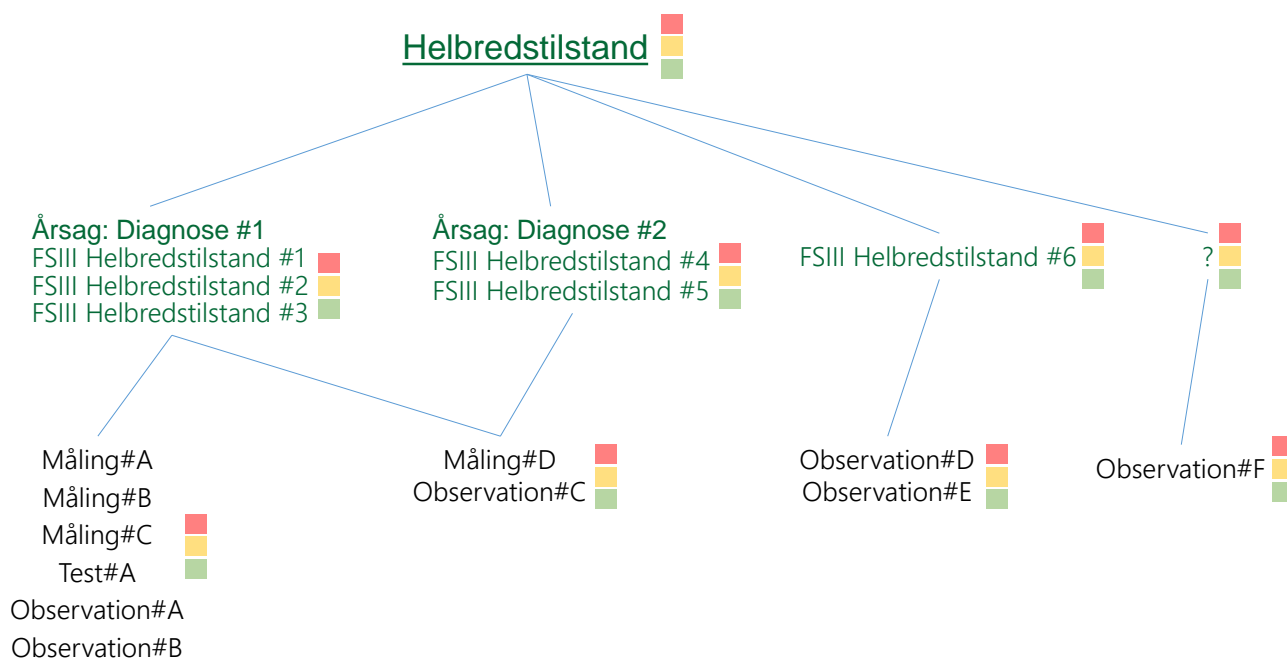 Helbredstilstand
Årsag: Diagnose #1
FSIII Helbredstilstand #1
FSIII Helbredstilstand #2
FSIII Helbredstilstand #3
Årsag: Diagnose #2
FSIII Helbredstilstand #4
FSIII Helbredstilstand #5
FSIII Helbredstilstand #6
?
Måling#A
Måling#B
Måling#C
Test#A
Observation#A
Observation#B
Måling#D
Observation#C
Observation#D
Observation#E
Observation#F